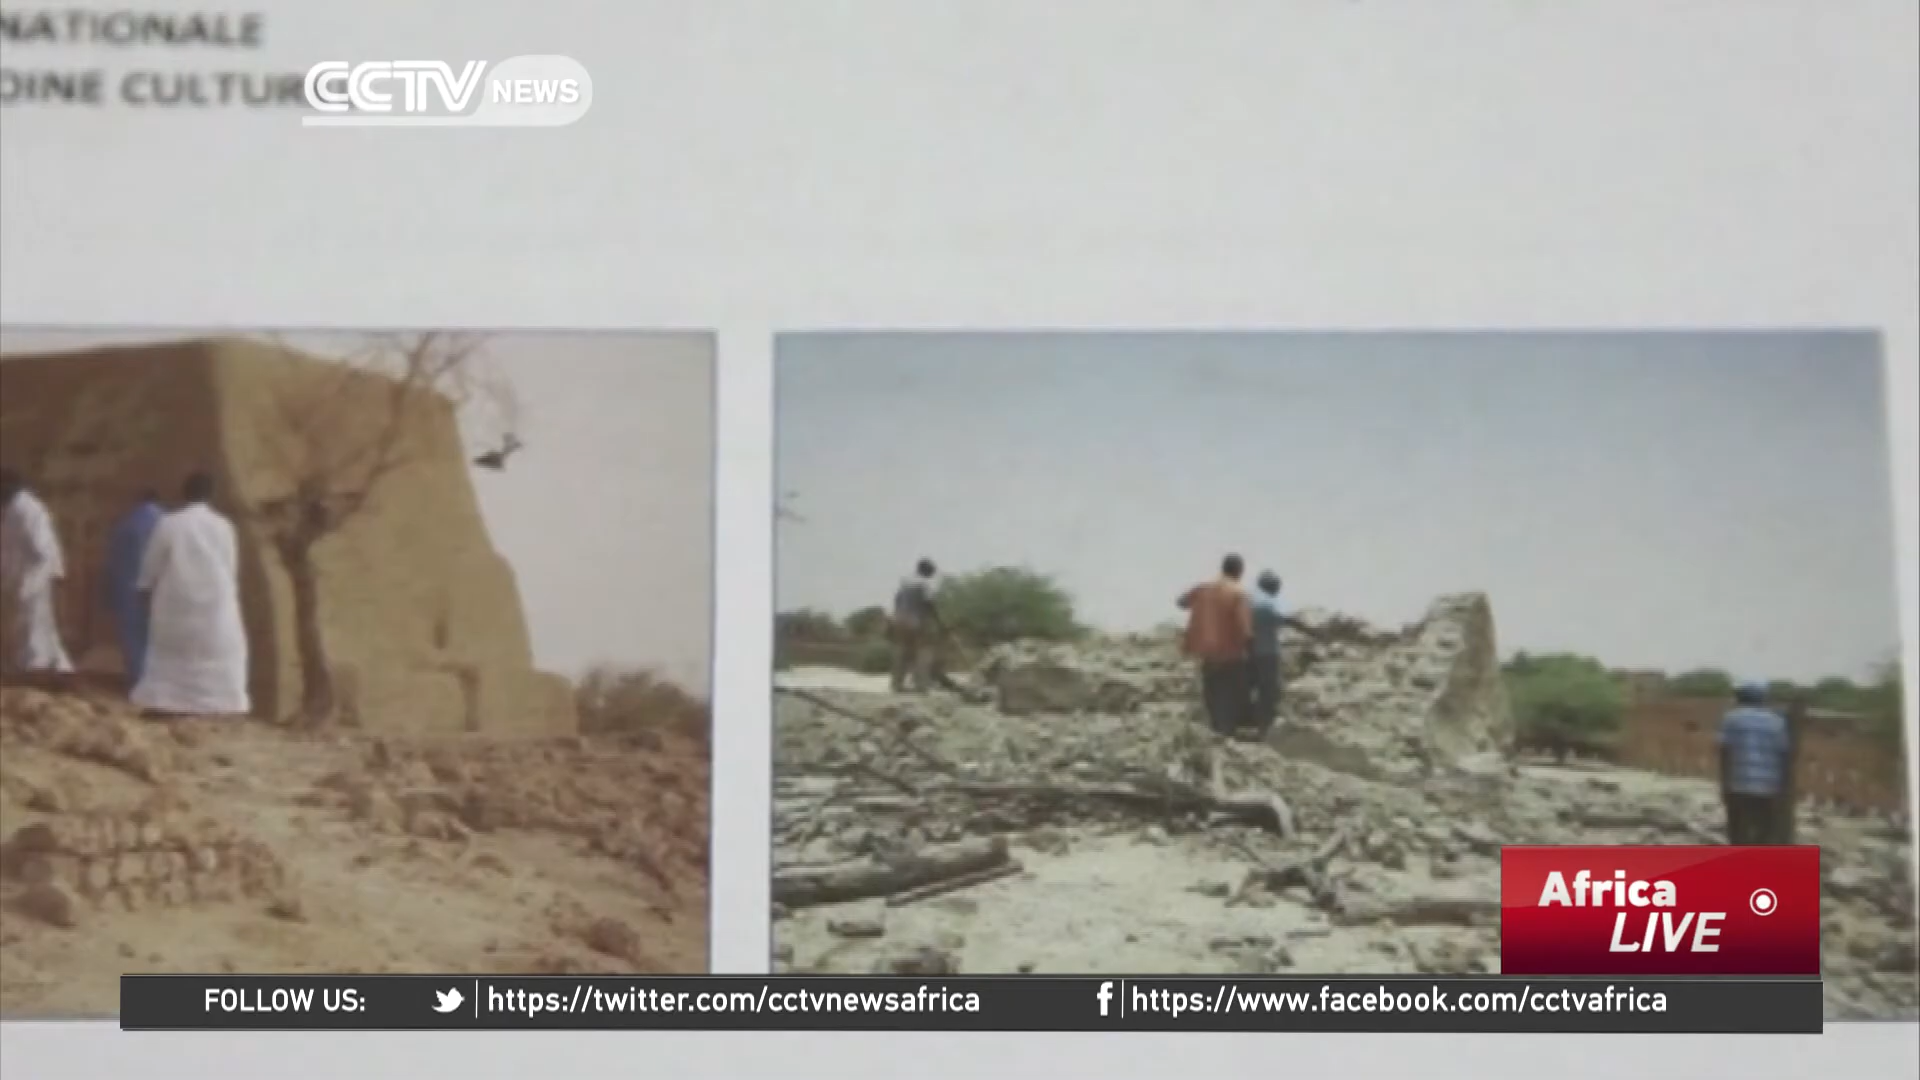 NATIONALE
OINE CULTUR
CCTV NEWS
Africa
LIVE
FOLLOW US: https://twitter.com/cctvnewsafrica https://www.facebook.com/cctvafrica